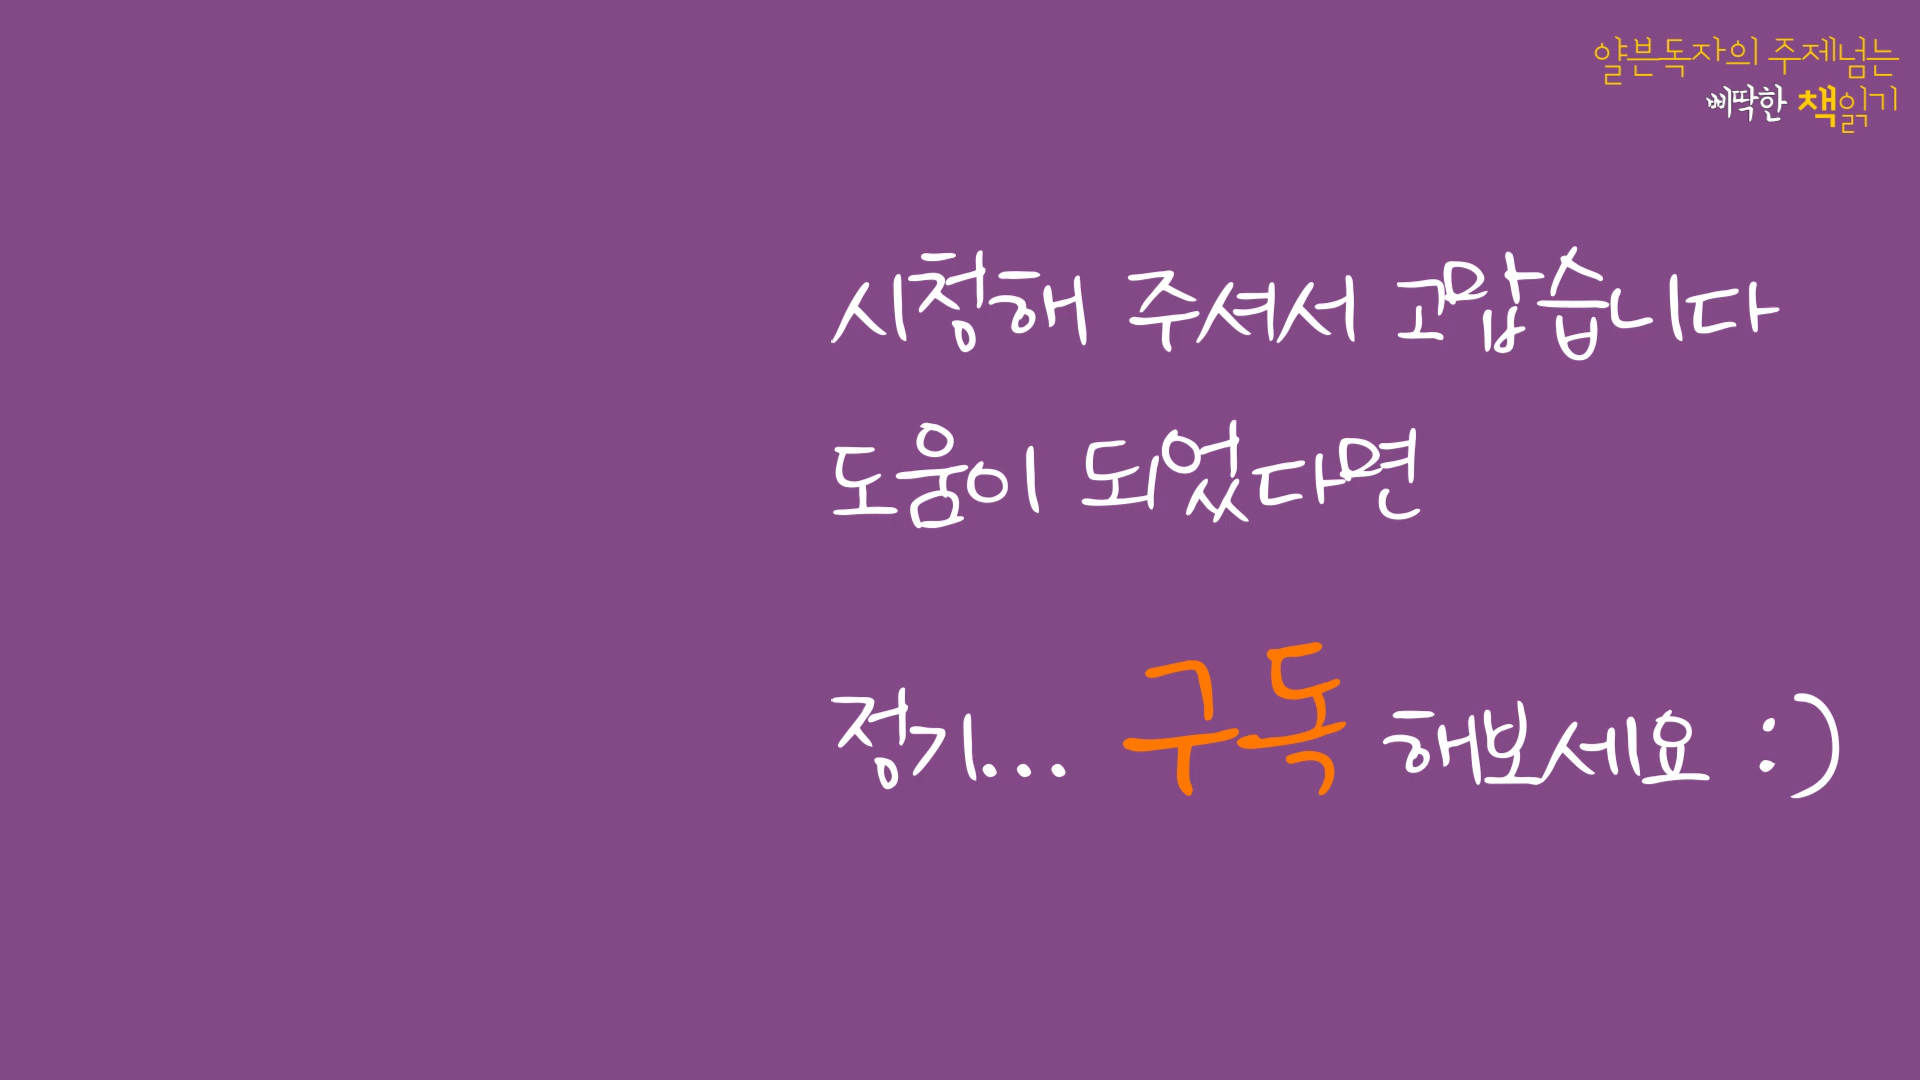 얄븐독자의 주제넘는
삐딱한 책읽기
시청해 주셔서 고맙습니다
도움이 되었다면
정기... 구독 해보세요 :)